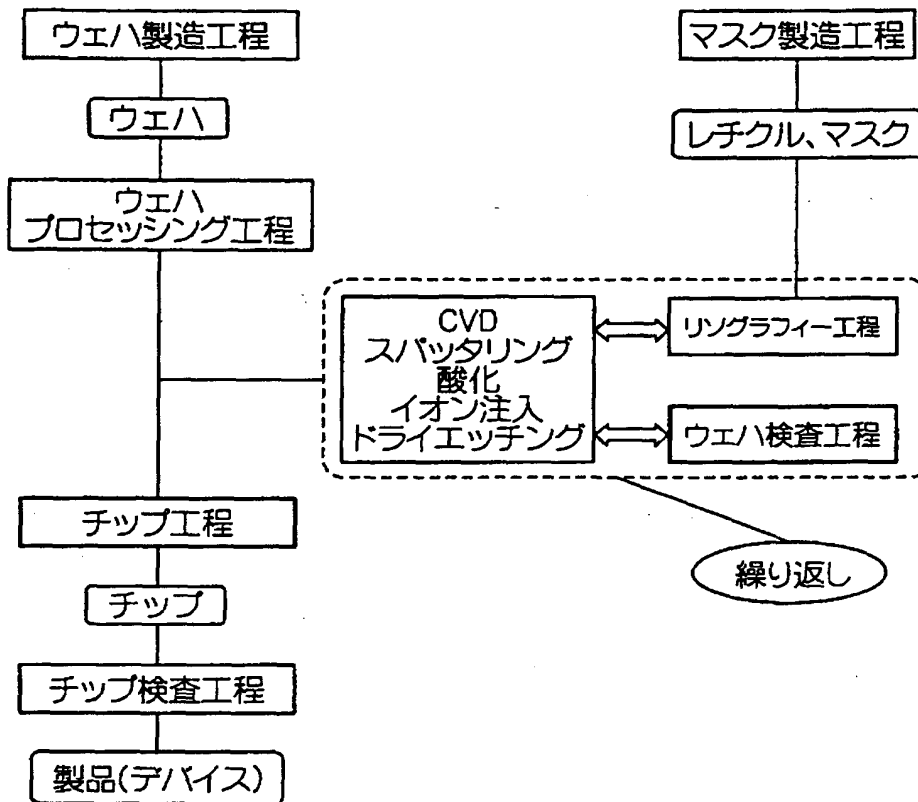 ウェハ製造工程
ウェハ
ウェハ
プロセッシング工程
チップ工程
チップ
チップ検査工程
製品(デバイス)
マスク製造工程
レチクル、マスク
CVD
スパッタリング
酸化
イオン注入
ドライエッチング
リソグラフィー工程
ウェハ検査工程
繰り返し